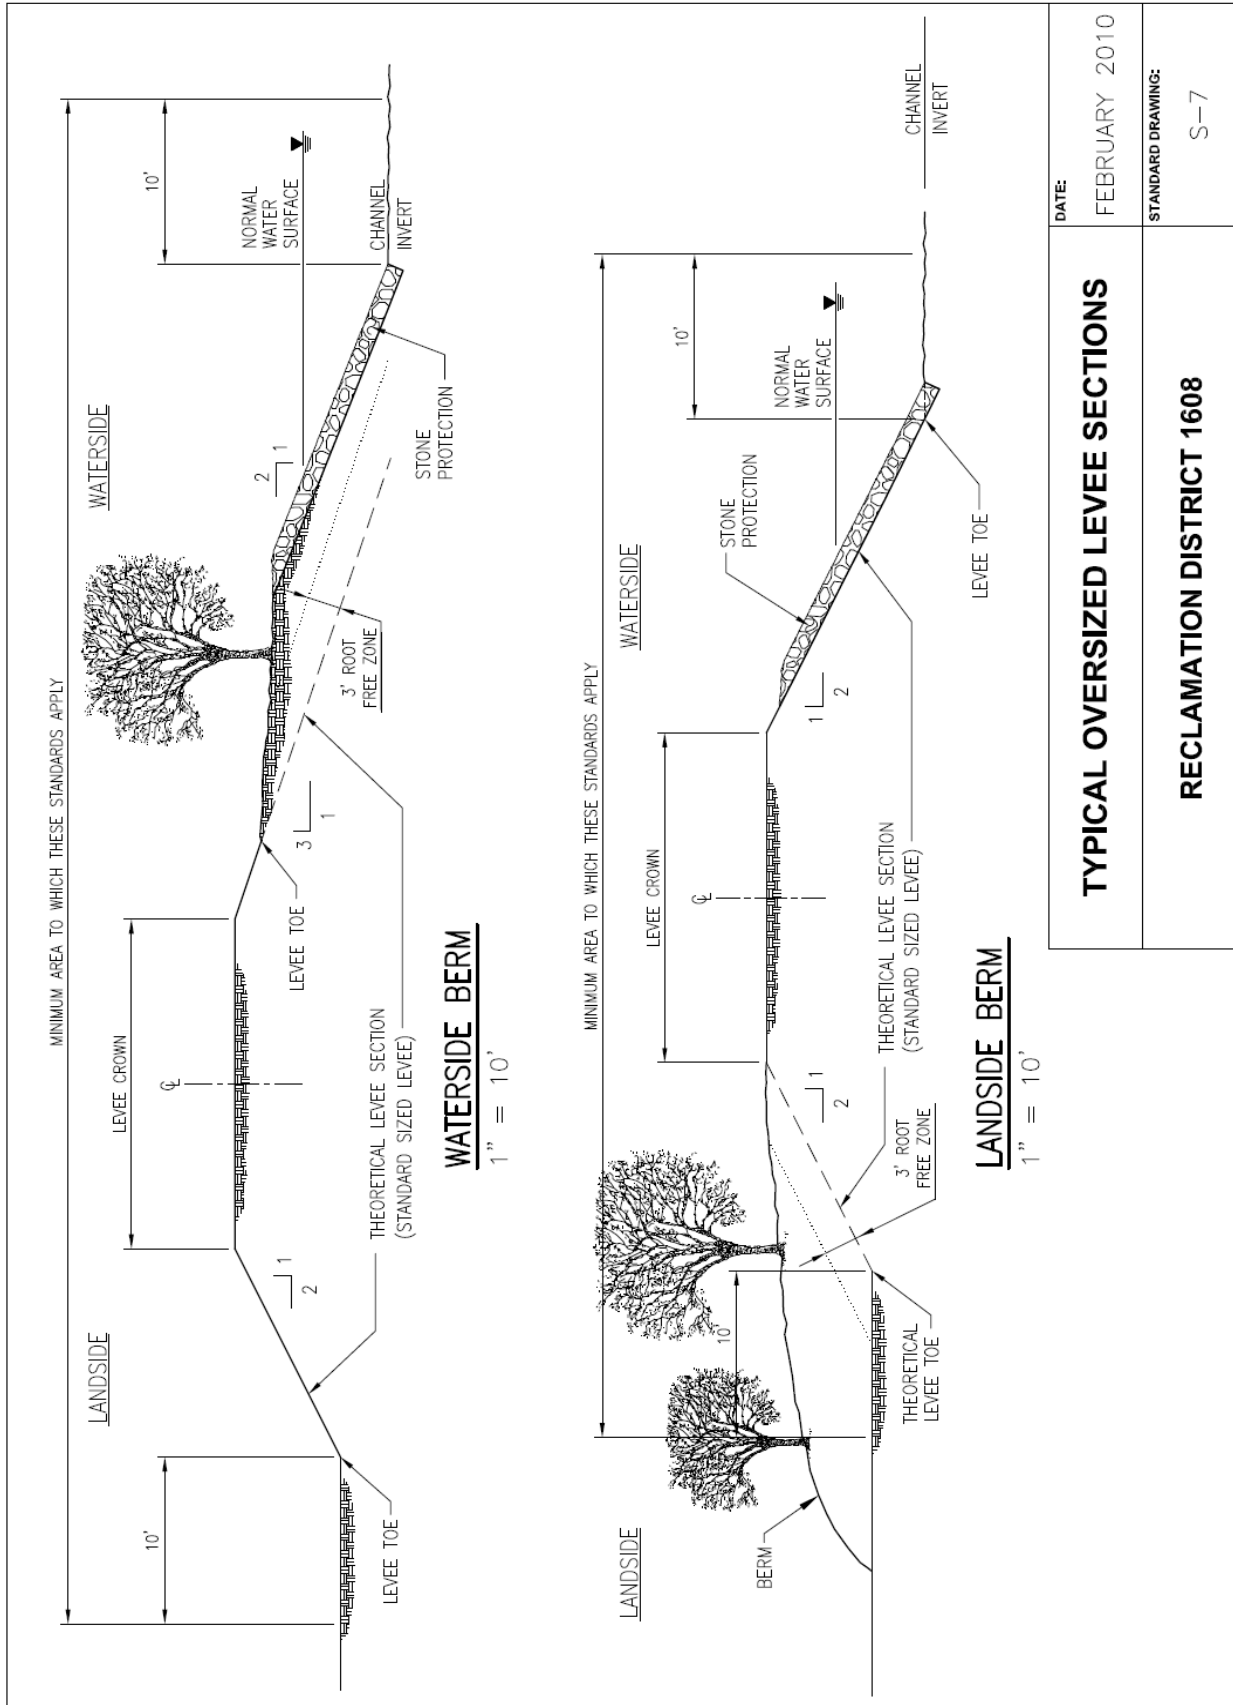 MINIMUM AREA TO WHICH THESE STANDARDS APPLY
LANDSIDE
WATERSIDE
10'
LEVEE CROWN
10'
℄
NORMAL
WATER
SURFACE
2
1
2
1
3
1
3' ROOT
FREE ZONE
CHANNEL
INVERT
LEVEE TOE
LEVEE TOE
THEORETICAL LEVEE SECTION
(STANDARD SIZED LEVEE)
STONE
PROTECTION
WATERSIDE BERM
1" = 10'
MINIMUM AREA TO WHICH THESE STANDARDS APPLY
LANDSIDE
WATERSIDE
LEVEE CROWN
10'
10'
℄
STONE
PROTECTION
NORMAL
WATER
SURFACE
BERM
2
1
1
2
THEORETICAL
LEVEE TOE
3' ROOT
FREE ZONE
THEORETICAL LEVEE SECTION
(STANDARD SIZED LEVEE)
LEVEE TOE
CHANNEL
INVERT
LANDSIDE BERM
1" = 10'
TYPICAL OVERSIZED LEVEE SECTIONS
DATE:
FEBRUARY 2010
RECLAMATION DISTRICT 1608
STANDARD DRAWING:
S-7